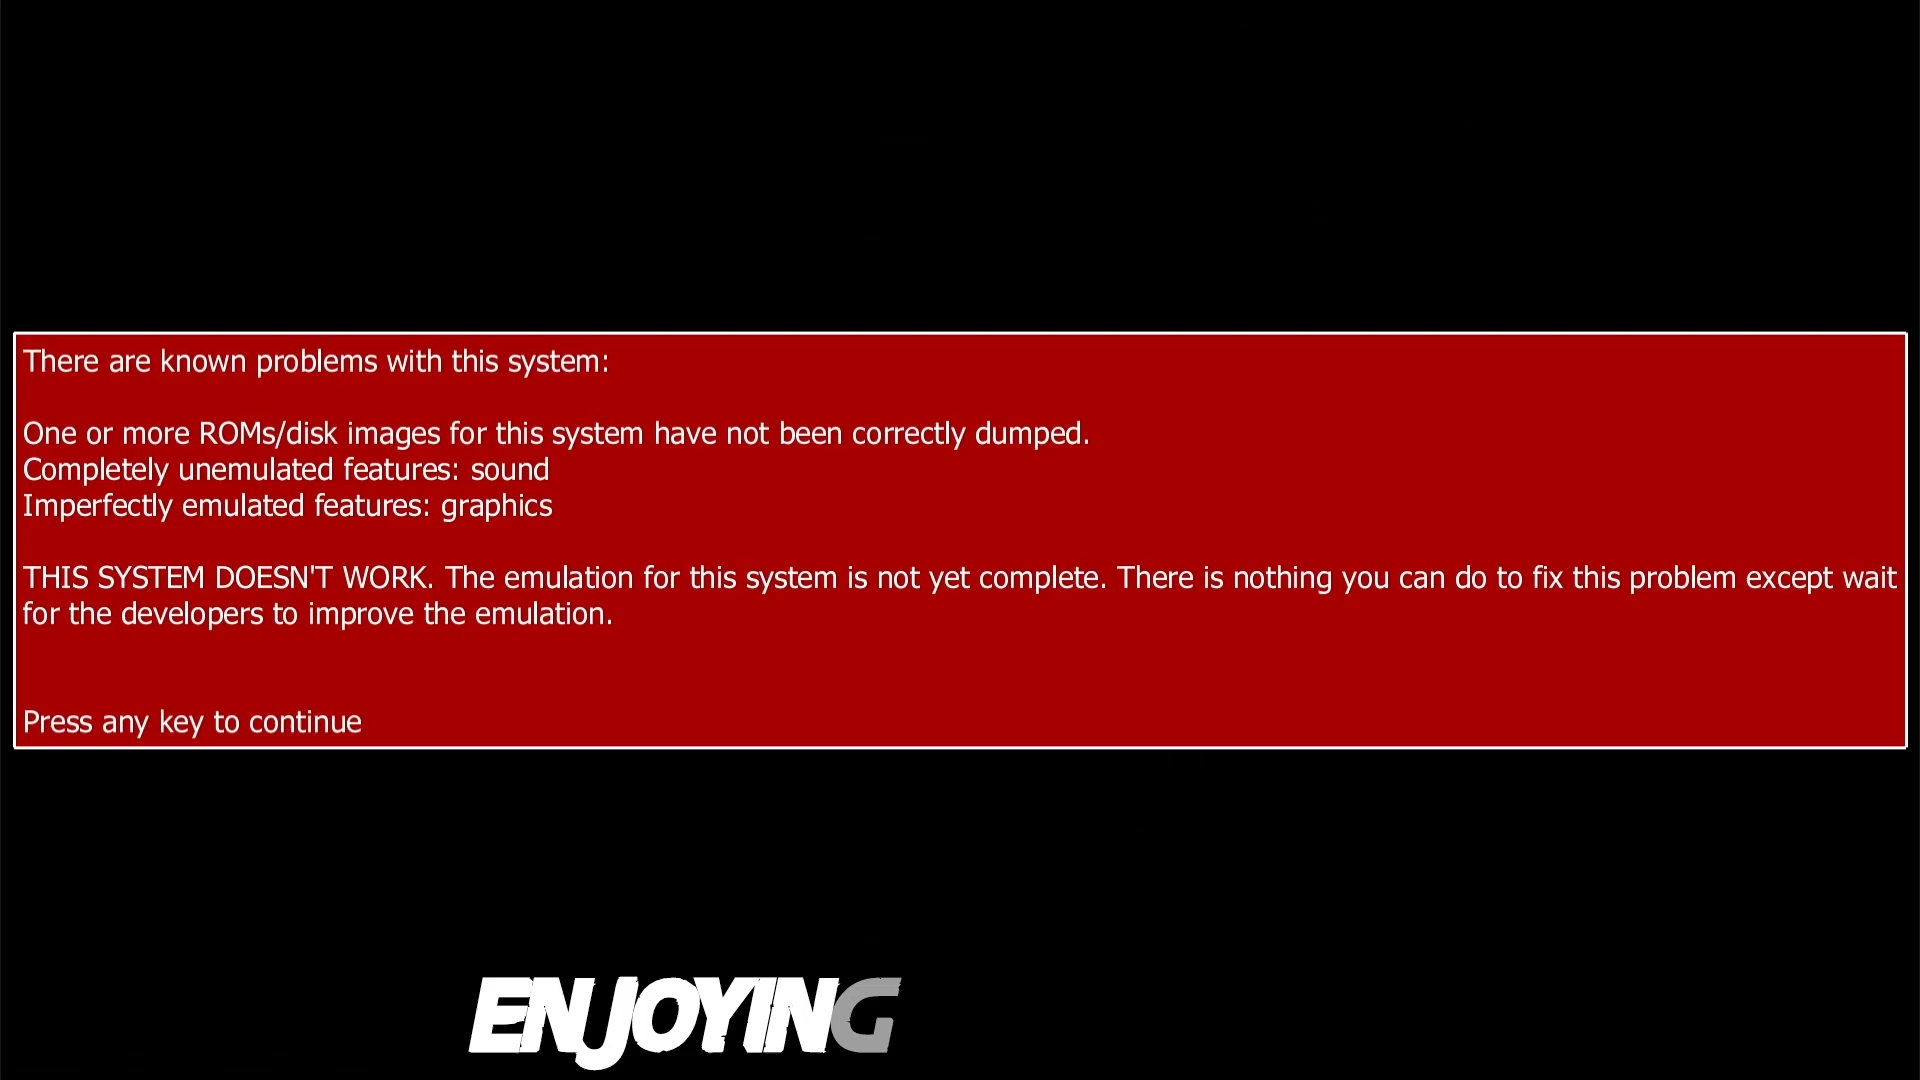 There are known problems with this system:
One or more ROMs/disk images for this system have not been correctly dumped.
Completely unemulated features: sound
Imperfectly emulated features: graphics
THIS SYSTEM DOESN'T WORK. The emulation for this system is not yet complete. There is nothing you can do to fix this problem except wait
for the developers to improve the emulation.
Press any key to continue
ENJOYING